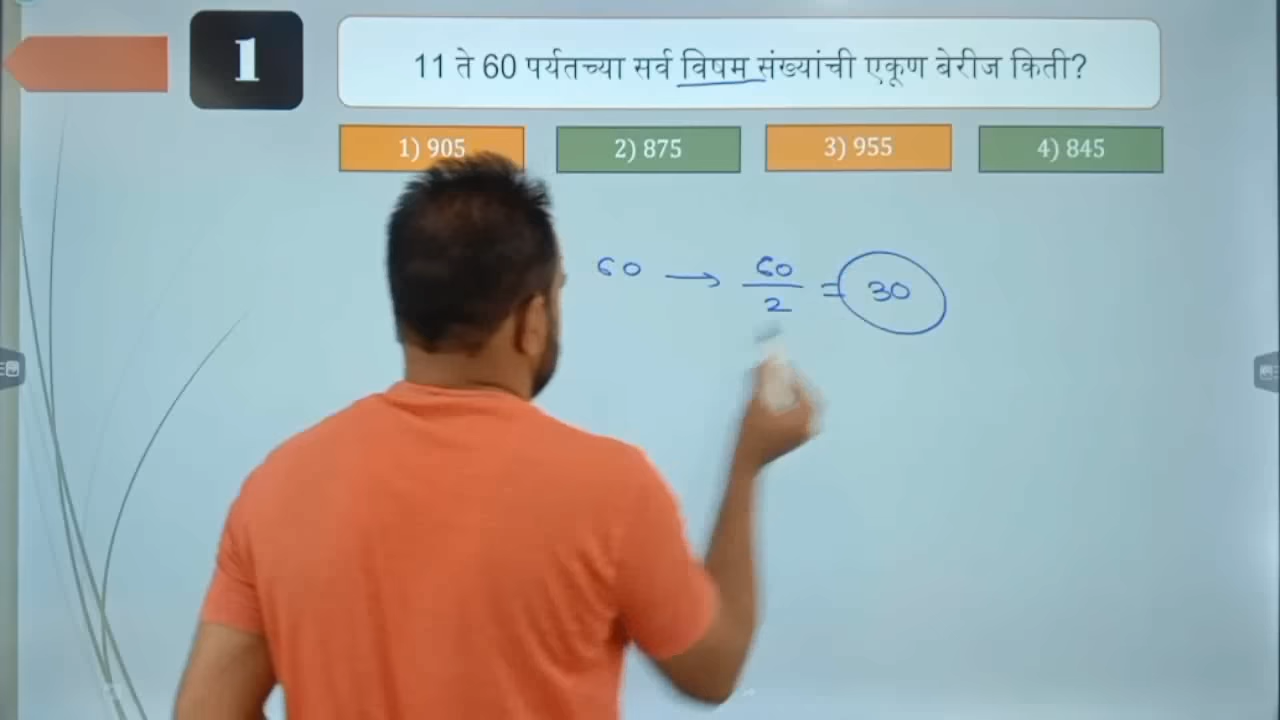 1
11 ते 60 पर्यतच्या सर्व विषम संख्यांची एकूण बेरीज किती?
1) 905
2) 875
3) 955
4) 845
60 → 60/2 = 30